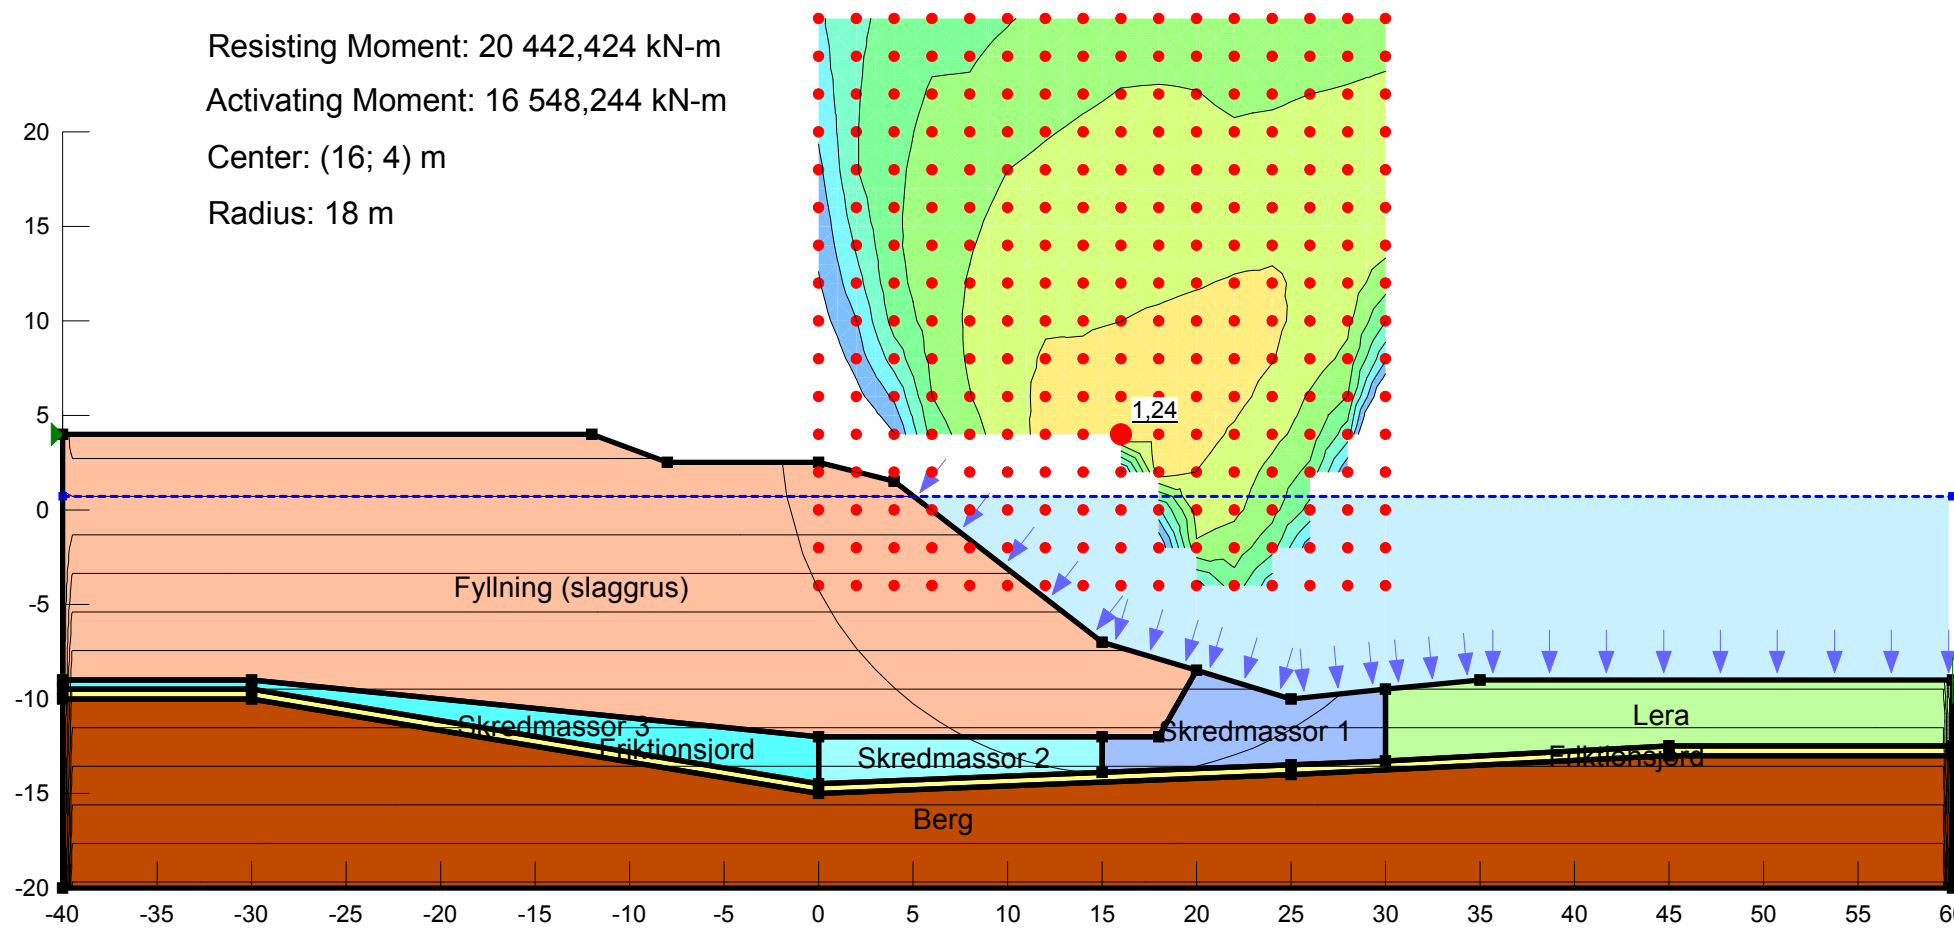 Resisting Moment: 20 442,424 kN-m
Activating Moment: 16 548,244 kN-m
Center: (16; 4) m
Radius: 18 m
20
15
10
5
0
-5
-10
-15
-20
1,24
Fyllning (slaggrus)
Skredmassor 3
Friktionsjord
Skredmassor 2
Skredmassor 1
Lera
Friktionsjord
Berg
-40 -35 -30 -25 -20 -15 -10 -5 0 5 10 15 20 25 30 35 40 45 50 55 60